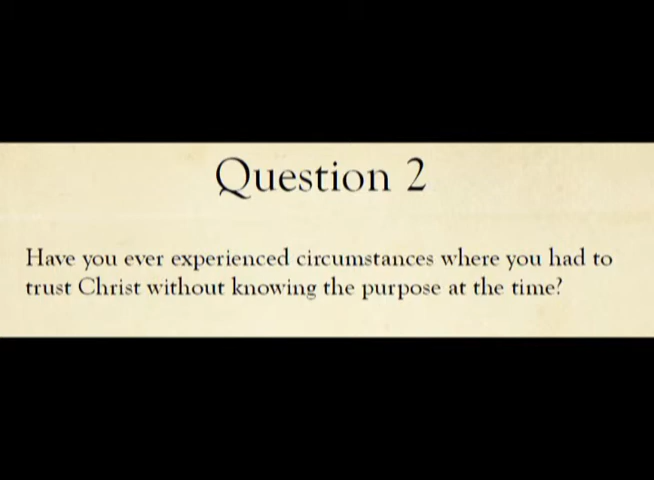 Question 2
Have you ever experienced circumstances where you had to
trust Christ without knowing the purpose at the time?